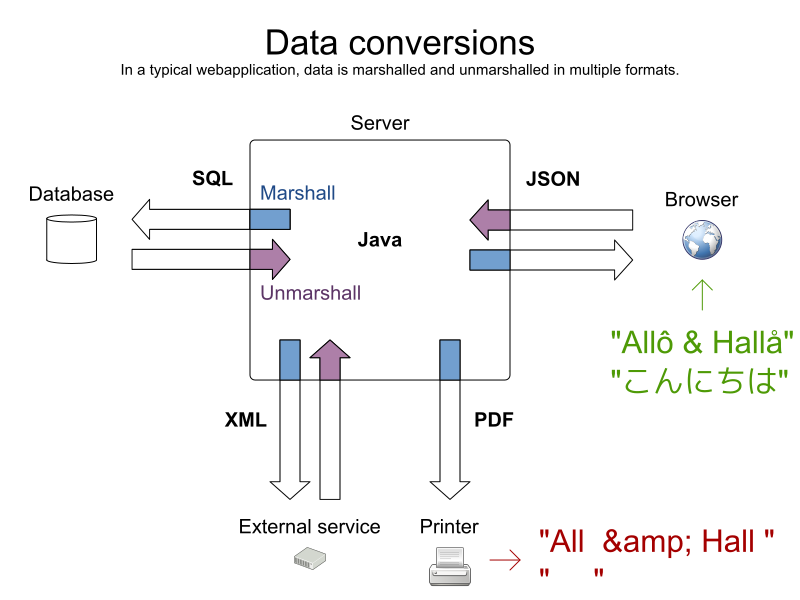 Data conversions
In a typical webapplication, data is marshalled and unmarshalled in multiple formats.
Server
SQL
JSON
Database
Marshall
Browser
Java
Unmarshall
"Allô & Hallå"
"こんにちは"
XML
PDF
External service
Printer
"All  &amp; Hall "
"     "